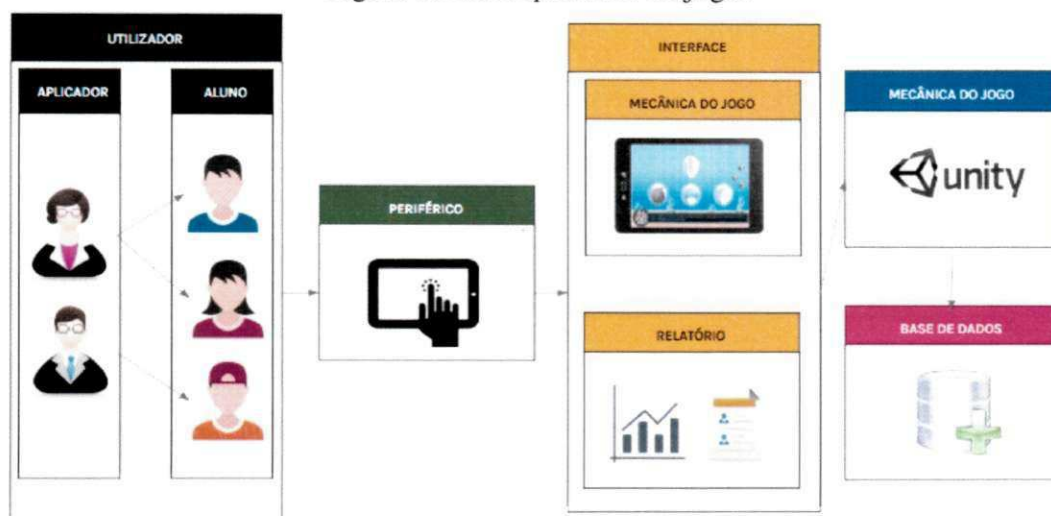 UTILIZADOR
APLICADOR
ALUNO
PERIFÉRICO
INTERFACE
MECÂNICA DO JOGO
RELATÓRIO
MECÂNICA DO JOGO
unity
BASE DE DADOS